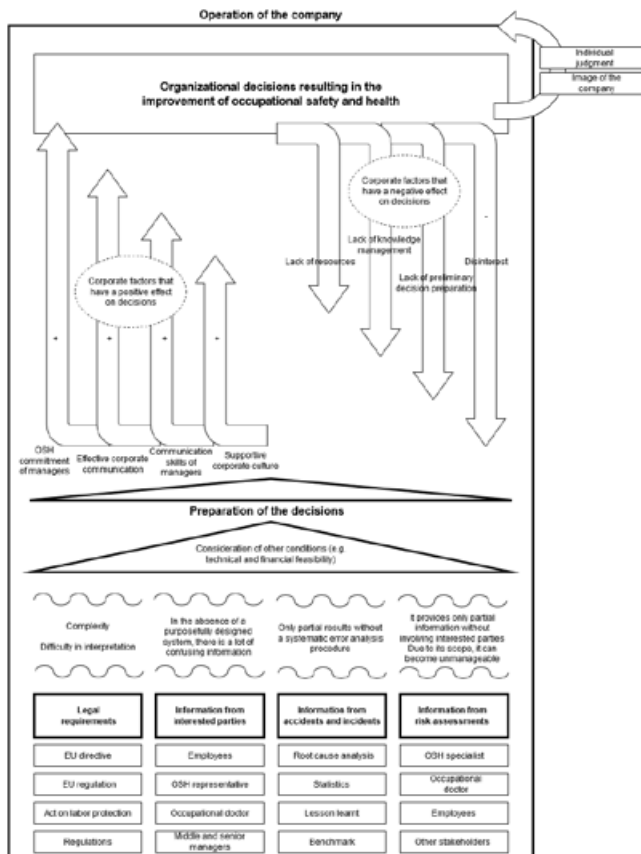 Operation of the company
Individual
judgment
Image of the
company
Organizational decisions resulting in the
improvement of occupational safety and health
Corporate factors that
have a negative effect
on decisions
Lack of resources
Lack of knowledge
management
Lack of preliminary
decision preparation
Disinterest
Corporate factors that
have a positive effect
on decisions
OSH
commitment
of managers
Effective corporate
communication
Communication
skills of
managers
Supportive
corporate culture
Preparation of the decisions
Consideration of other conditions (e.g.
technical and financial feasibility)
Complexity
Difficulty in interpretation
In the absence of a
purposefully designed
system, there is a lot of
confusing information
Only partial results without
a systematic error analysis
procedure
It provides only partial
information without
involving interested parties
Due to its scope, it can
become unmanageable
Legal
requirements
Information from
interested parties
Information from
accidents and incidents
Information from
risk assessments
EU directive
Employees
Root cause analysis
OSH specialist
EU regulation
OSH representative
Statistics
Occupational
doctor
Act on labor protection
Occupational doctor
Lesson learnt
Employees
Regulations
Middle and senior
managers
Benchmark
Other stakeholders